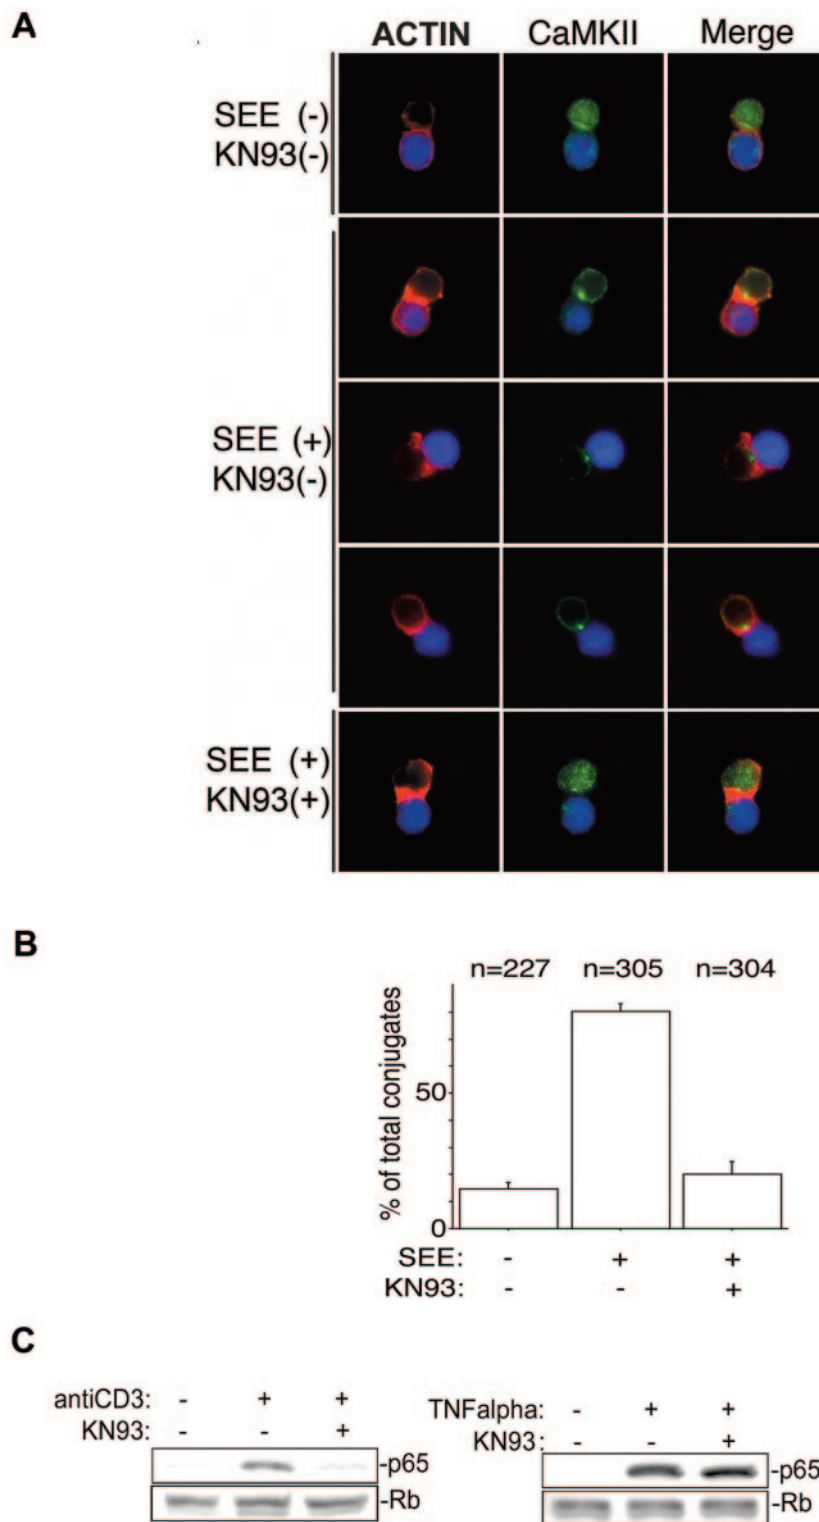 A
ACTIN CaMKII Merge
SEE (-)
KN93(-)
SEE (+)
KN93(-)
SEE (+)
KN93(+)
B
n=227 n=305 n=304
% of total conjugates
50
0
SEE: - + +
KN93: - - +
C
antiCD3: - + +
KN93: - - +
-p65
-Rb
TNFalpha: - + +
KN93: - - +
-p65
-Rb